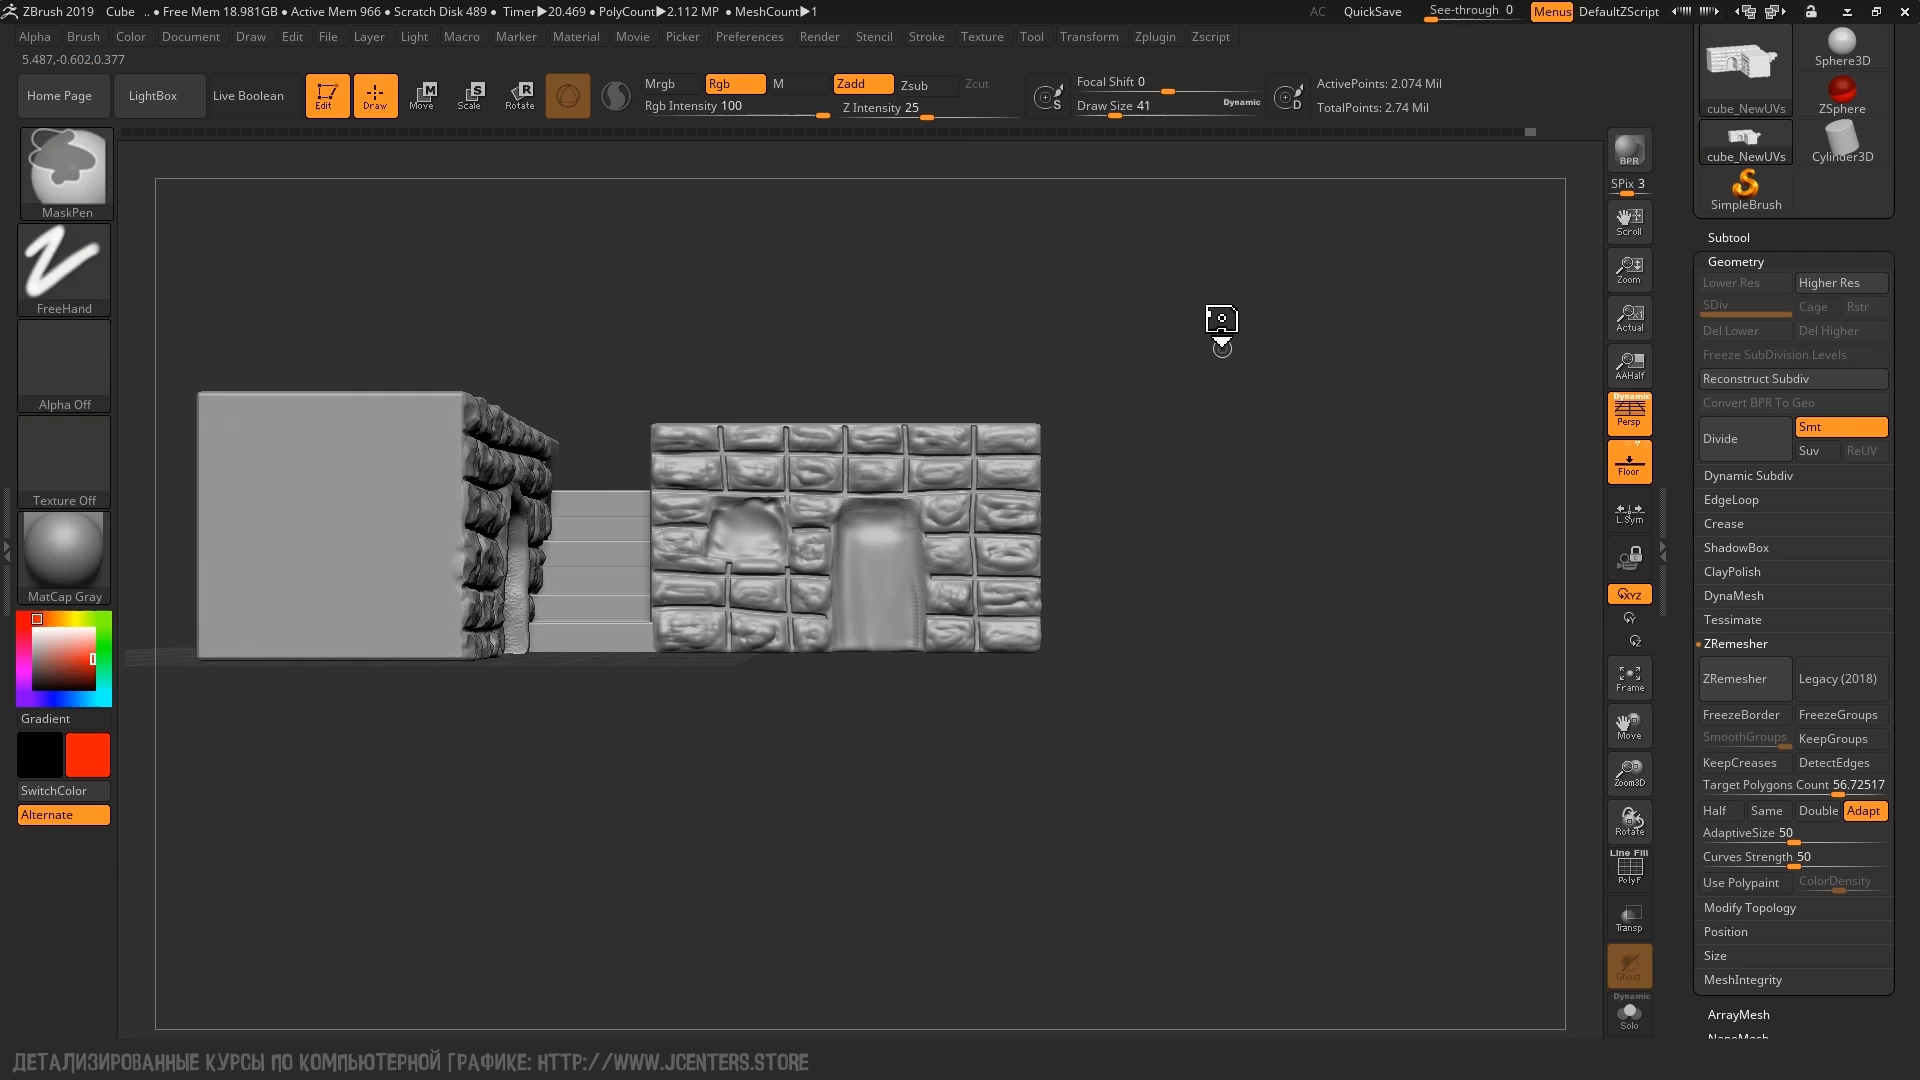 ZBrush 2019 Cube .. • Free Mem 18.981GB • Active Mem 966 • Scratch Disk 489 • Timer▶20.469 • PolyCount▶2.112 MP • MeshCount▶1 AC QuickSave See-through 0 Menus DefaultZScript
Alpha Brush Color Document Draw Edit File Layer Light Macro Marker Material Movie Picker Preferences Render Stencil Stroke Texture Tool Transform Zplugin Zscript
5.487,-0.602,0.377
Home Page LightBox Live Boolean Edit Draw Move Scale Rotate
M S R
Mrgb Rgb M Zadd Zsub Zcut
Rgb Intensity 100 Z Intensity 25
S Focal Shift 0
Draw Size 41 Dynamic D
ActivePoints: 2.074 Mil
TotalPoints: 2.74 Mil
MaskPen
FreeHand
Alpha Off
Texture Off
MatCap Gray
Gradient
SwitchColor
Alternate
BPR
SPix 3
Scroll
Zoom
Actual
AAHalf
Dynamic
Persp
Floor
L.Sym
XYZ
Y
Z
Frame
Move
Zoom3D
Rotate
Line Fill
PolyF
Transp
Ghost
Dynamic
Solo
cube_NewUVs
Sphere3D
ZSphere
cube_NewUVs
Cylinder3D
SimpleBrush
Subtool
Geometry
Lower Res Higher Res
SDiv Cage Rstr
Del Lower Del Higher
Freeze SubDivision Levels
Reconstruct Subdiv
Convert BPR To Geo
Divide Smt
Suv ReUV
Dynamic Subdiv
EdgeLoop
Crease
ShadowBox
ClayPolish
DynaMesh
Tessimate
ZRemesher
ZRemesher Legacy (2018)
FreezeBorder FreezeGroups
SmoothGroups KeepGroups
KeepCreases DetectEdges
Target Polygons Count 56.72517
Half Same Double Adapt
AdaptiveSize 50
Curves Strength 50
Use Polypaint ColorDensity
Modify Topology
Position
Size
MeshIntegrity
ArrayMesh
NanoMesh
ДЕТАЛИЗИРОВАННЫЕ КУРСЫ ПО КОМПЬЮТЕРНОЙ ГРАФИКЕ: HTTP://WWW.JCENTERS.STORE